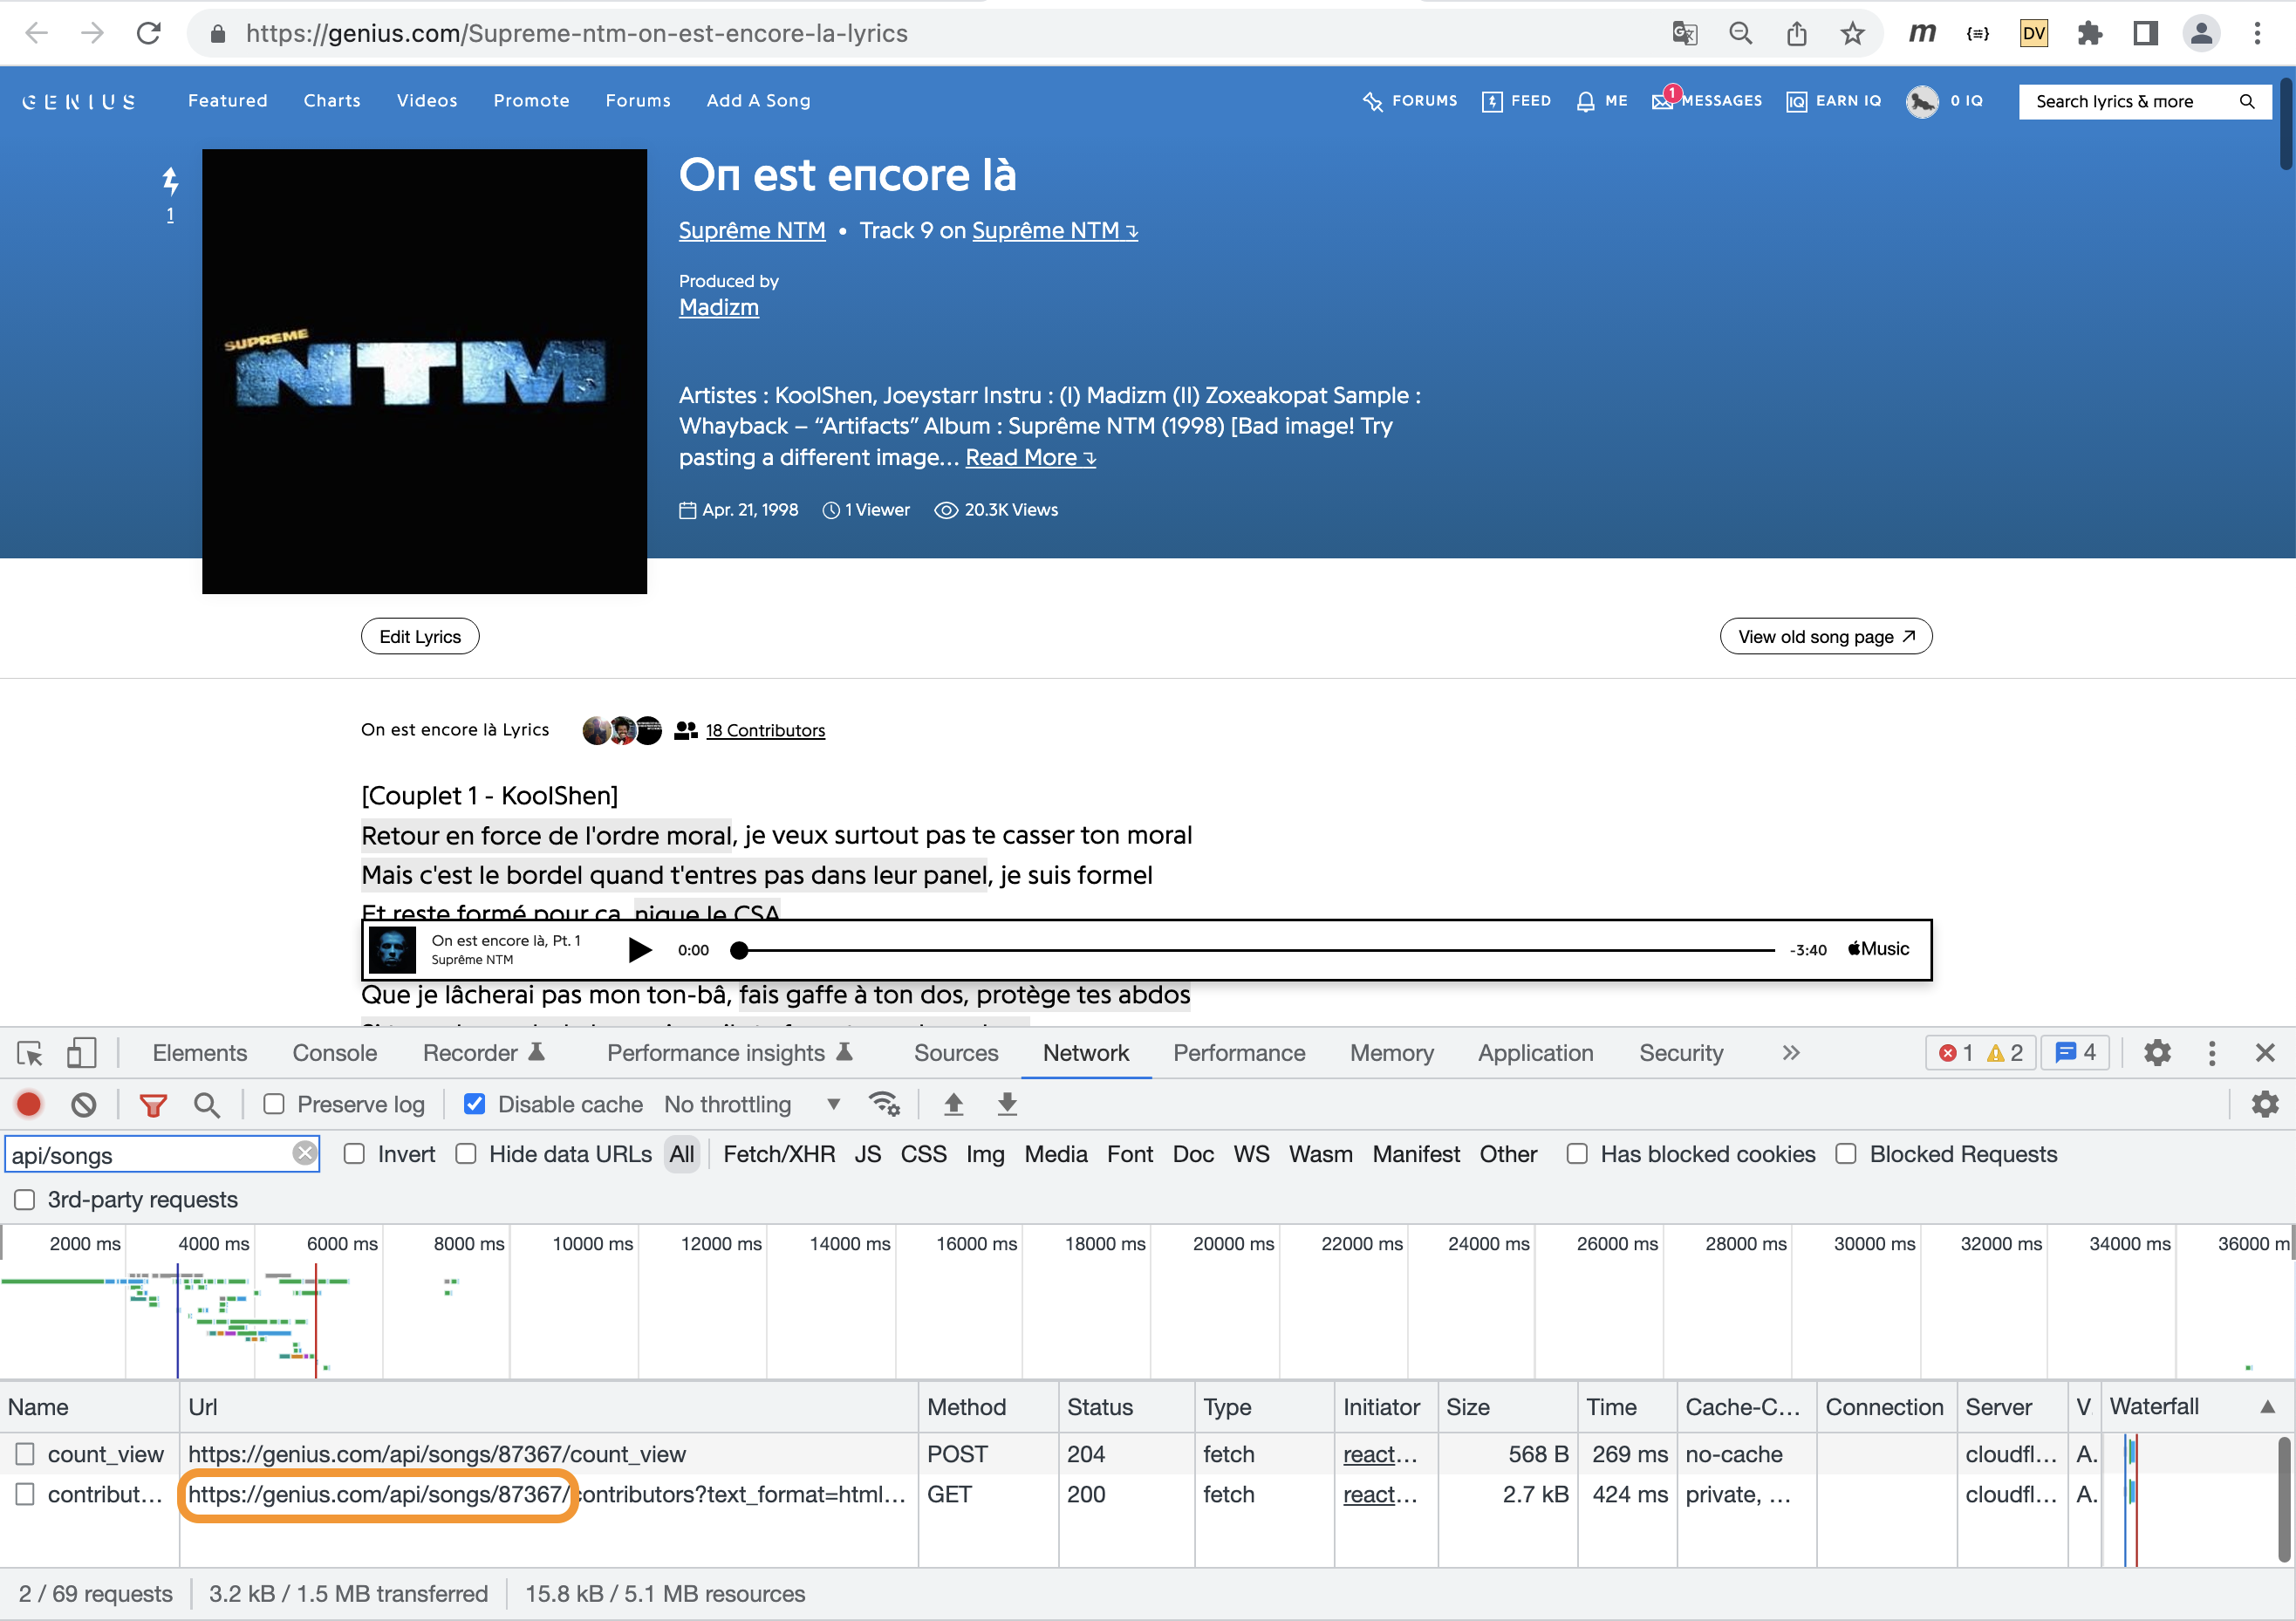 https://genius.com/Supreme-ntm-on-est-encore-la-lyrics
m {≡} DV
GENIUS Featured Charts Videos Promote Forums Add A Song FORUMS FEED ME 1 MESSAGES IQ EARN IQ 0 IQ Search lyrics & more
On est encore là
1
Suprême NTM • Track 9 on Suprême NTM
Produced by
Madizm
SUPREME
NTM
Artistes : KoolShen, Joeystarr Instru : (I) Madizm (II) Zoxeakopat Sample :
Whayback – “Artifacts” Album : Suprême NTM (1998) [Bad image! Try
pasting a different image… Read More
Apr. 21, 1998 1 Viewer 20.3K Views
Edit Lyrics View old song page
On est encore là Lyrics 18 Contributors
[Couplet 1 - KoolShen]
Retour en force de l'ordre moral, je veux surtout pas te casser ton moral
Mais c'est le bordel quand t'entres pas dans leur panel, je suis formel
Et reste formé pour ça, nique le CSA
On est encore là, Pt. 1
Suprême NTM
0:00 -3:40 Music
Que je lâcherai pas mon ton-bâ, fais gaffe à ton dos, protège tes abdos
Elements Console Recorder Performance insights Sources Network Performance Memory Application Security » 1 2 4
Preserve log Disable cache No throttling
api/songs Invert Hide data URLs All Fetch/XHR JS CSS Img Media Font Doc WS Wasm Manifest Other Has blocked cookies Blocked Requests
3rd-party requests
2000 ms 4000 ms 6000 ms 8000 ms 10000 ms 12000 ms 14000 ms 16000 ms 18000 ms 20000 ms 22000 ms 24000 ms 26000 ms 28000 ms 30000 ms 32000 ms 34000 ms 36000 m
Name Url Method Status Type Initiator Size Time Cache-C… Connection Server V. Waterfall
count_view https://genius.com/api/songs/87367/count_view POST 204 fetch react… 568 B 269 ms no-cache cloudfl… A.
contribut… https://genius.com/api/songs/87367/contributors?text_format=html… GET 200 fetch react… 2.7 kB 424 ms private, … cloudfl… A.
2 / 69 requests 3.2 kB / 1.5 MB transferred 15.8 kB / 5.1 MB resources